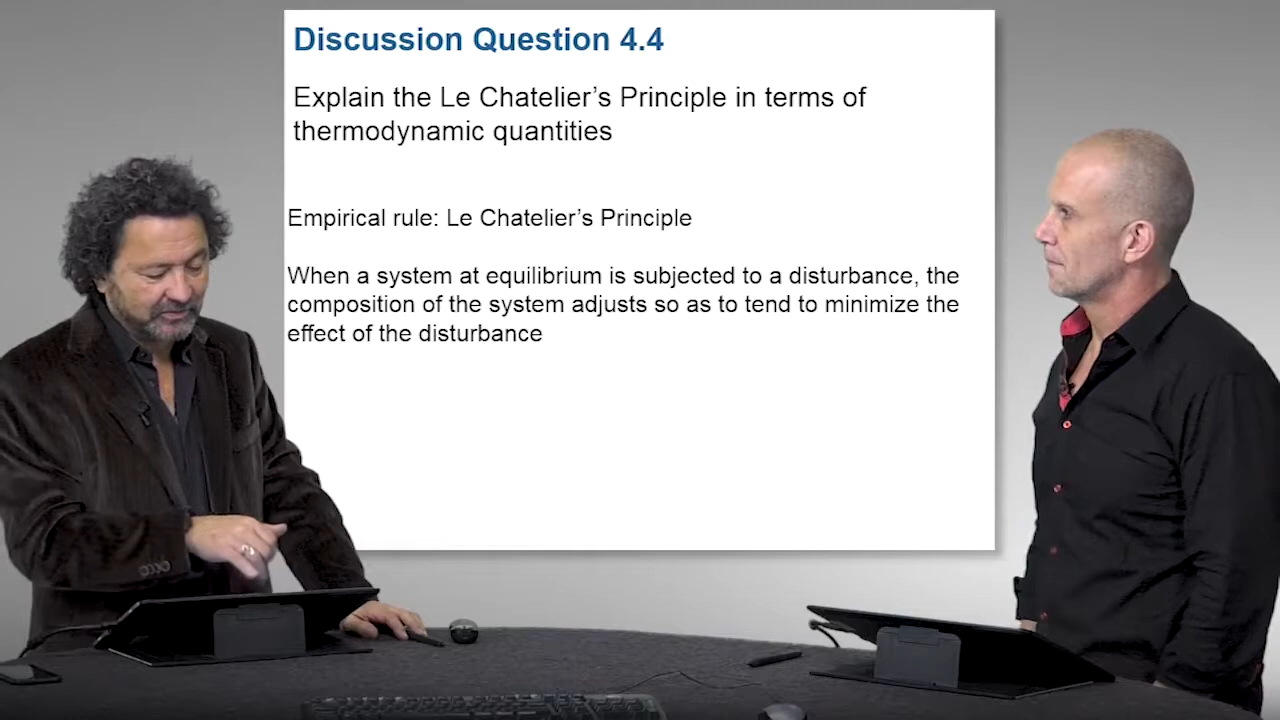 Discussion Question 4.4
Explain the Le Chatelier’s Principle in terms of
thermodynamic quantities
Empirical rule: Le Chatelier’s Principle
When a system at equilibrium is subjected to a disturbance, the
composition of the system adjusts so as to tend to minimize the
effect of the disturbance